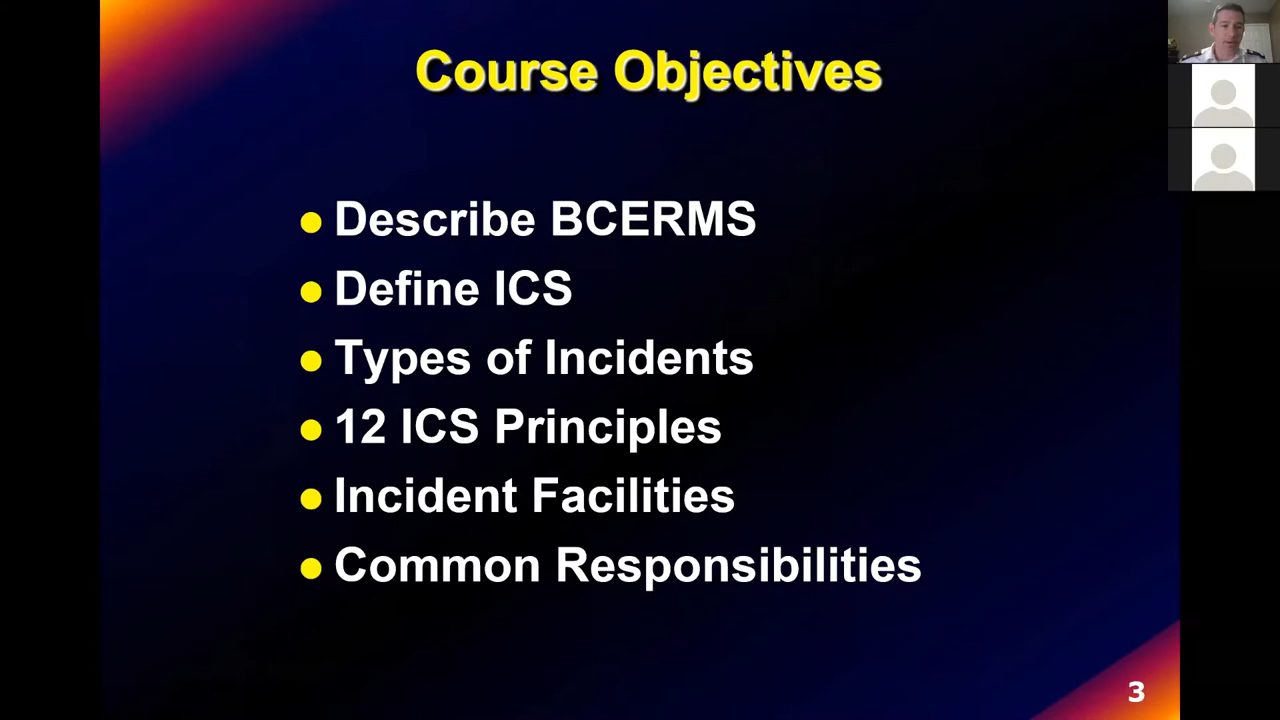 Course Objectives
Describe BCERMS
Define ICS
Types of Incidents
12 ICS Principles
Incident Facilities
Common Responsibilities
3